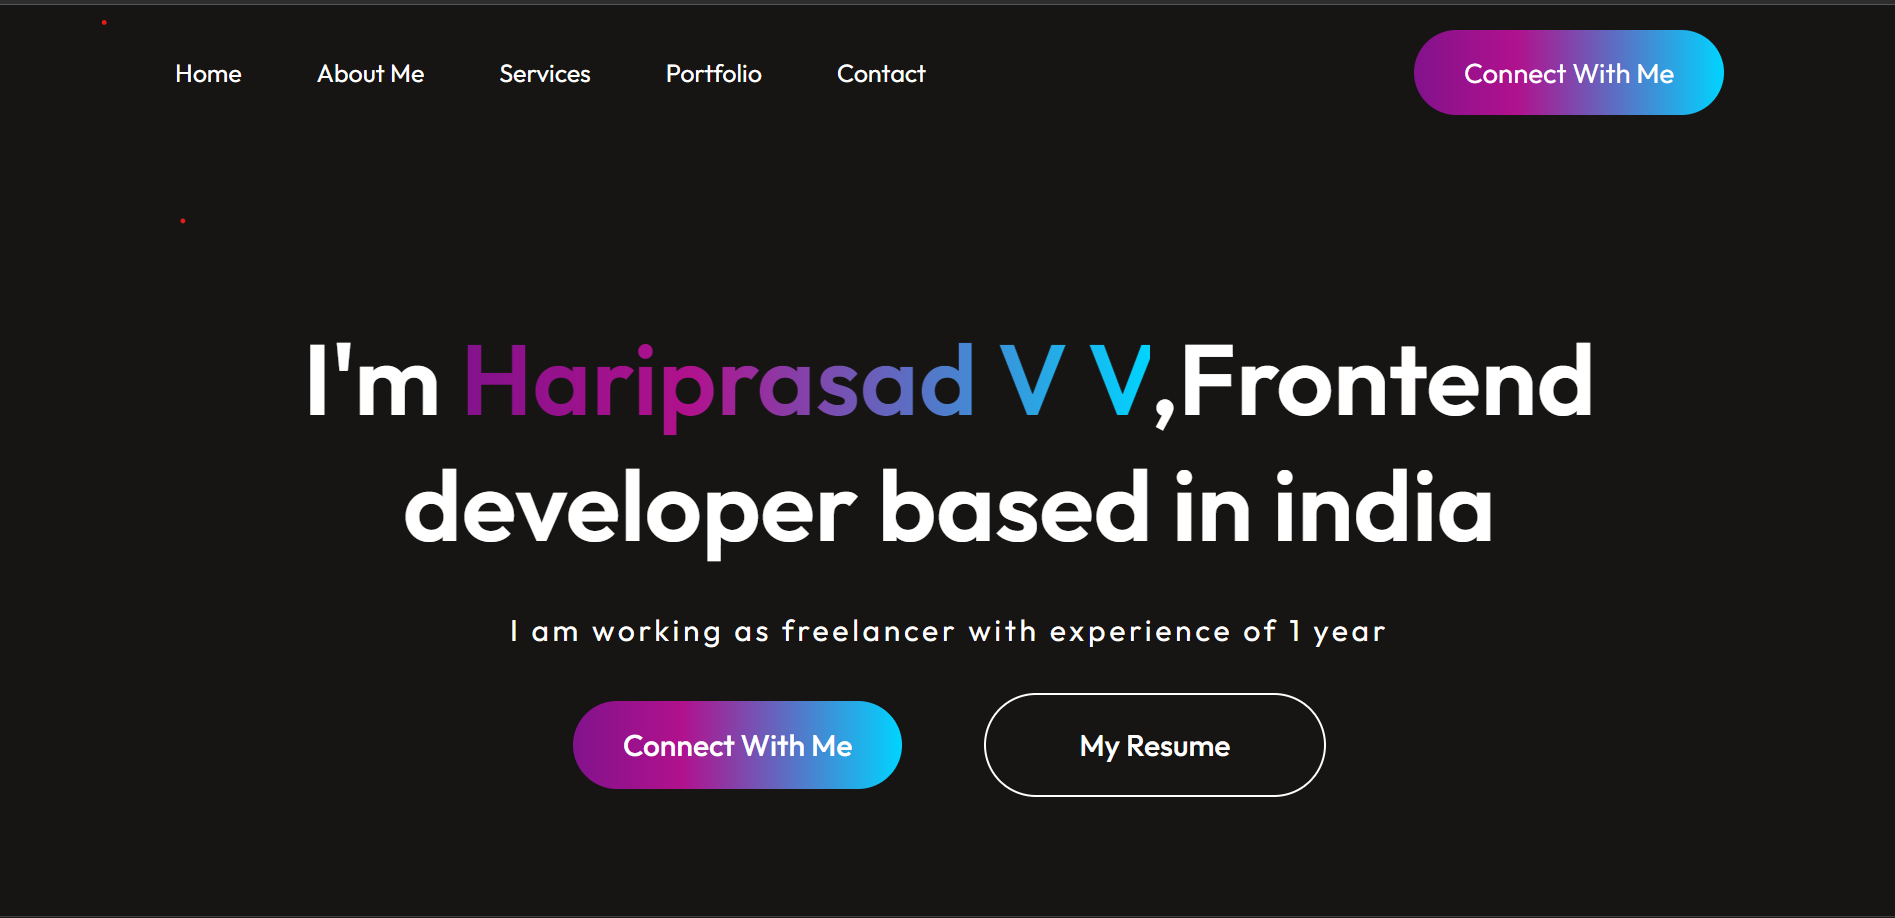 Home About Me Services Portfolio Contact Connect With Me
I'm Hariprasad V V,Frontend
developer based in india
I am working as freelancer with experience of 1 year
Connect With Me My Resume